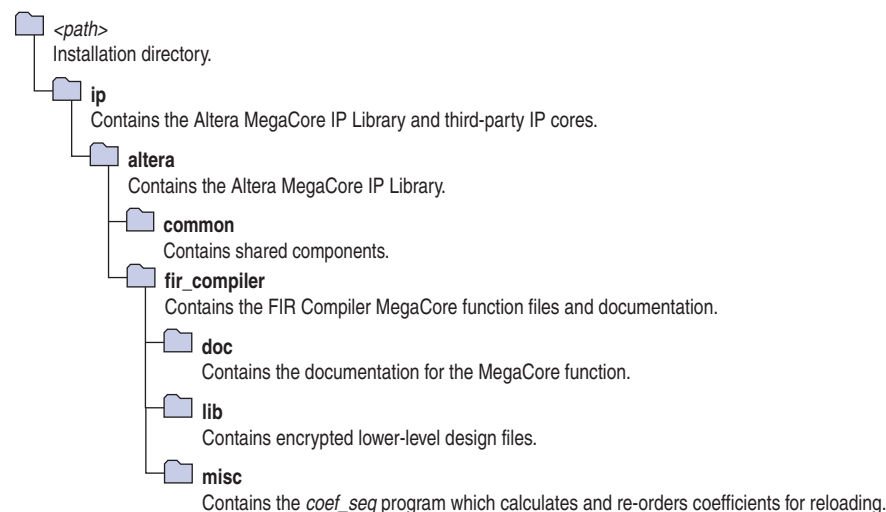 <path>
Installation directory.
ip
Contains the Altera MegaCore IP Library and third-party IP cores.
altera
Contains the Altera MegaCore IP Library.
common
Contains shared components.
fir_compiler
Contains the FIR Compiler MegaCore function files and documentation.
doc
Contains the documentation for the MegaCore function.
lib
Contains encrypted lower-level design files.
misc
Contains the coef_seq program which calculates and re-orders coefficients for reloading.